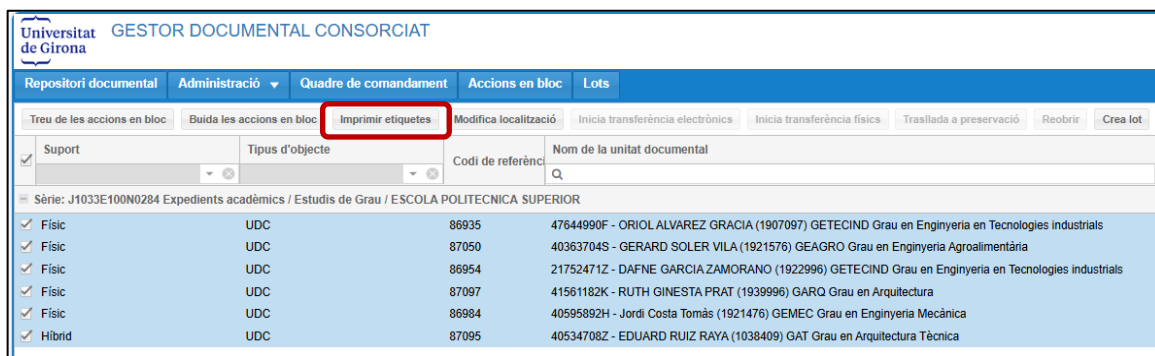 Universitat
de Girona
GESTOR DOCUMENTAL CONSORCIAT
Repositori documental Administració Quadre de comandament Accions en bloc Lots
Treu de les accions en bloc Buida les accions en bloc Imprimir etiquetes Modifica localització Inicia transferència electrònics Inicia transferència físics Trasllada a preservació Reobrir Crea lot
Suport Tipus d'objecte Codi de referènci Nom de la unitat documental
Sèrie: J1033E100N0284 Expedients acadèmics / Estudis de Grau / ESCOLA POLITECNICA SUPERIOR
Físic UDC 86935 47644990F - ORIOL ALVAREZ GRACIA (1907097) GETECIND Grau en Enginyeria en Tecnologies industrials
Físic UDC 87050 40363704S - GERARD SOLER VILA (1921576) GEAGRO Grau en Enginyeria Agroalimentària
Físic UDC 86954 21752471Z - DAFNE GARCIA ZAMORANO (1922996) GETECIND Grau en Enginyeria en Tecnologies industrials
Físic UDC 87097 41561182K - RUTH GINESTA PRAT (1939996) GARQ Grau en Arquitectura
Físic UDC 86984 40595892H - Jordi Costa Tomàs (1921476) GEMEC Grau en Enginyeria Mecànica
Híbrid UDC 87095 40534708Z - EDUARD RUIZ RAYA (1038409) GAT Grau en Arquitectura Tècnica